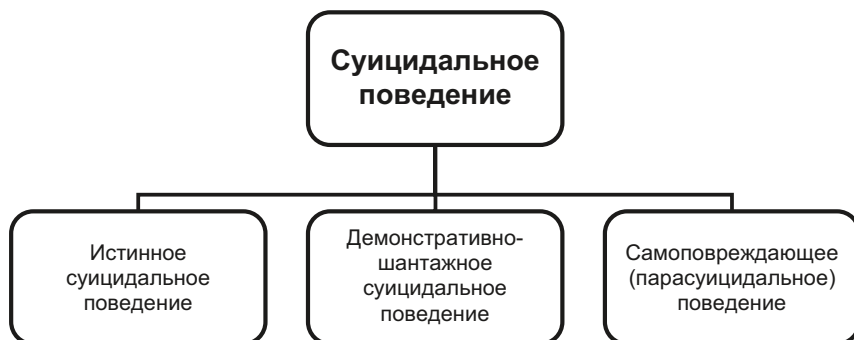 Суицидальное
поведение
Истинное
суицидальное
поведение
Демонстративно-
шантажное
суицидальное
поведение
Самоповреждающее
(парасуицидальное)
поведение